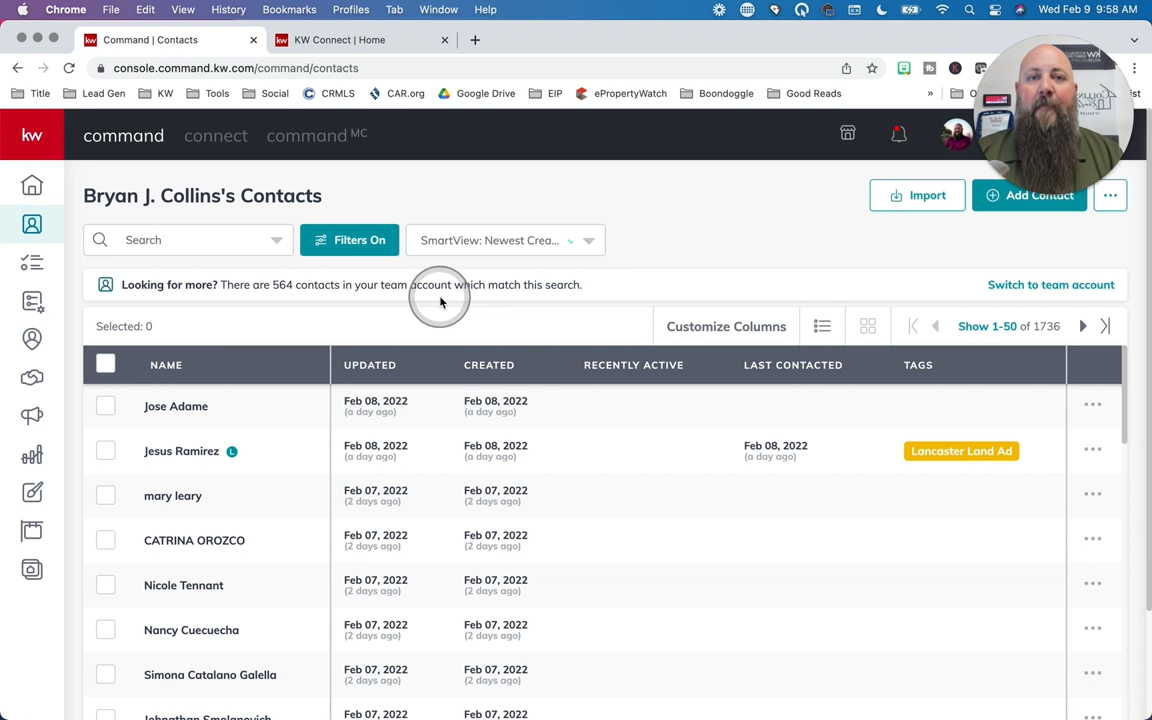 Chrome File Edit View History Bookmarks Profiles Tab Window Help Wed Feb 9 9:58 AM
kw Command | Contacts kw KW Connect | Home
console.command.kw.com/command/contacts
Title Lead Gen KW Tools Social CRMLS CAR.org Google Drive EIP ePropertyWatch Boondoggle Good Reads »
kw command connect command MC
Bryan J. Collins's Contacts Import Add Contact
Search Filters On SmartView: Newest Crea...
Looking for more? There are 564 contacts in your team account which match this search. Switch to team account
Selected: 0 Customize Columns Show 1-50 of 1736
NAME UPDATED CREATED RECENTLY ACTIVE LAST CONTACTED TAGS
Jose Adame Feb 08, 2022 Feb 08, 2022
(a day ago) (a day ago)
Jesus Ramirez L Feb 08, 2022 Feb 08, 2022 Feb 08, 2022 Lancaster Land Ad
(a day ago) (a day ago) (a day ago)
mary leary Feb 07, 2022 Feb 07, 2022
(2 days ago) (2 days ago)
CATRINA OROZCO Feb 07, 2022 Feb 07, 2022
(2 days ago) (2 days ago)
Nicole Tennant Feb 07, 2022 Feb 07, 2022
(2 days ago) (2 days ago)
Nancy Cuecuecha Feb 07, 2022 Feb 07, 2022
(2 days ago) (2 days ago)
Simona Catalano Galella Feb 07, 2022 Feb 07, 2022
(2 days ago) (2 days ago)
Johnathan Smolanovich Feb 07, 2022 Feb 07, 2022